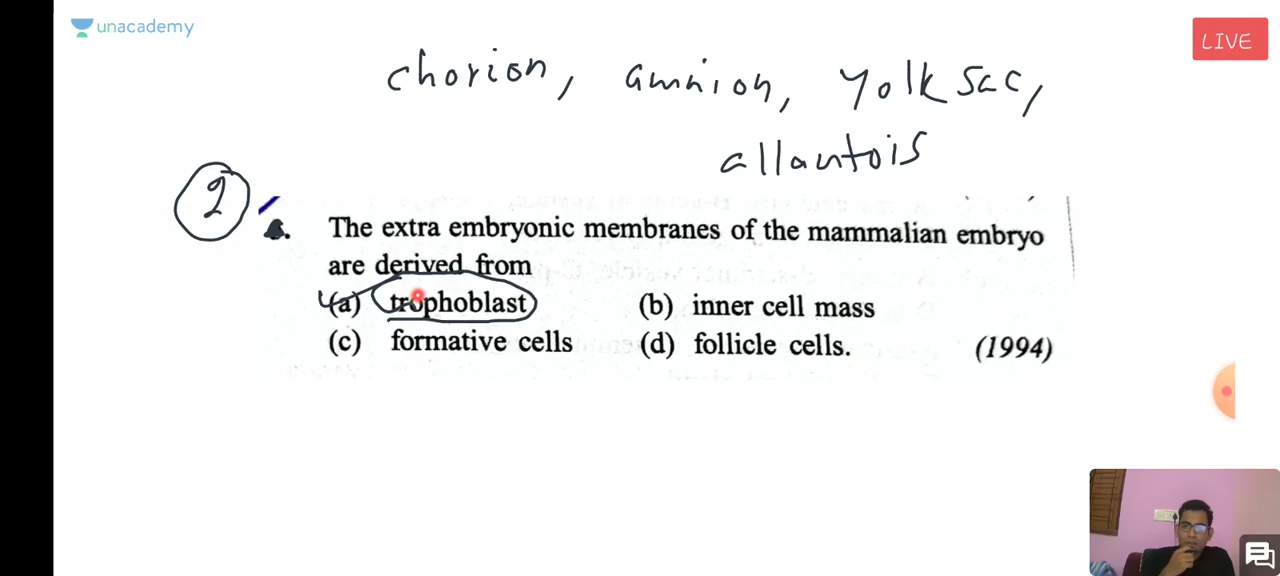 unacademy
LIVE
chorion, amnion, yolk sac,
allantois
2
The extra embryonic membranes of the mammalian embryo
are derived from
(a) trophoblast (b) inner cell mass
(c) formative cells (d) follicle cells. (1994)